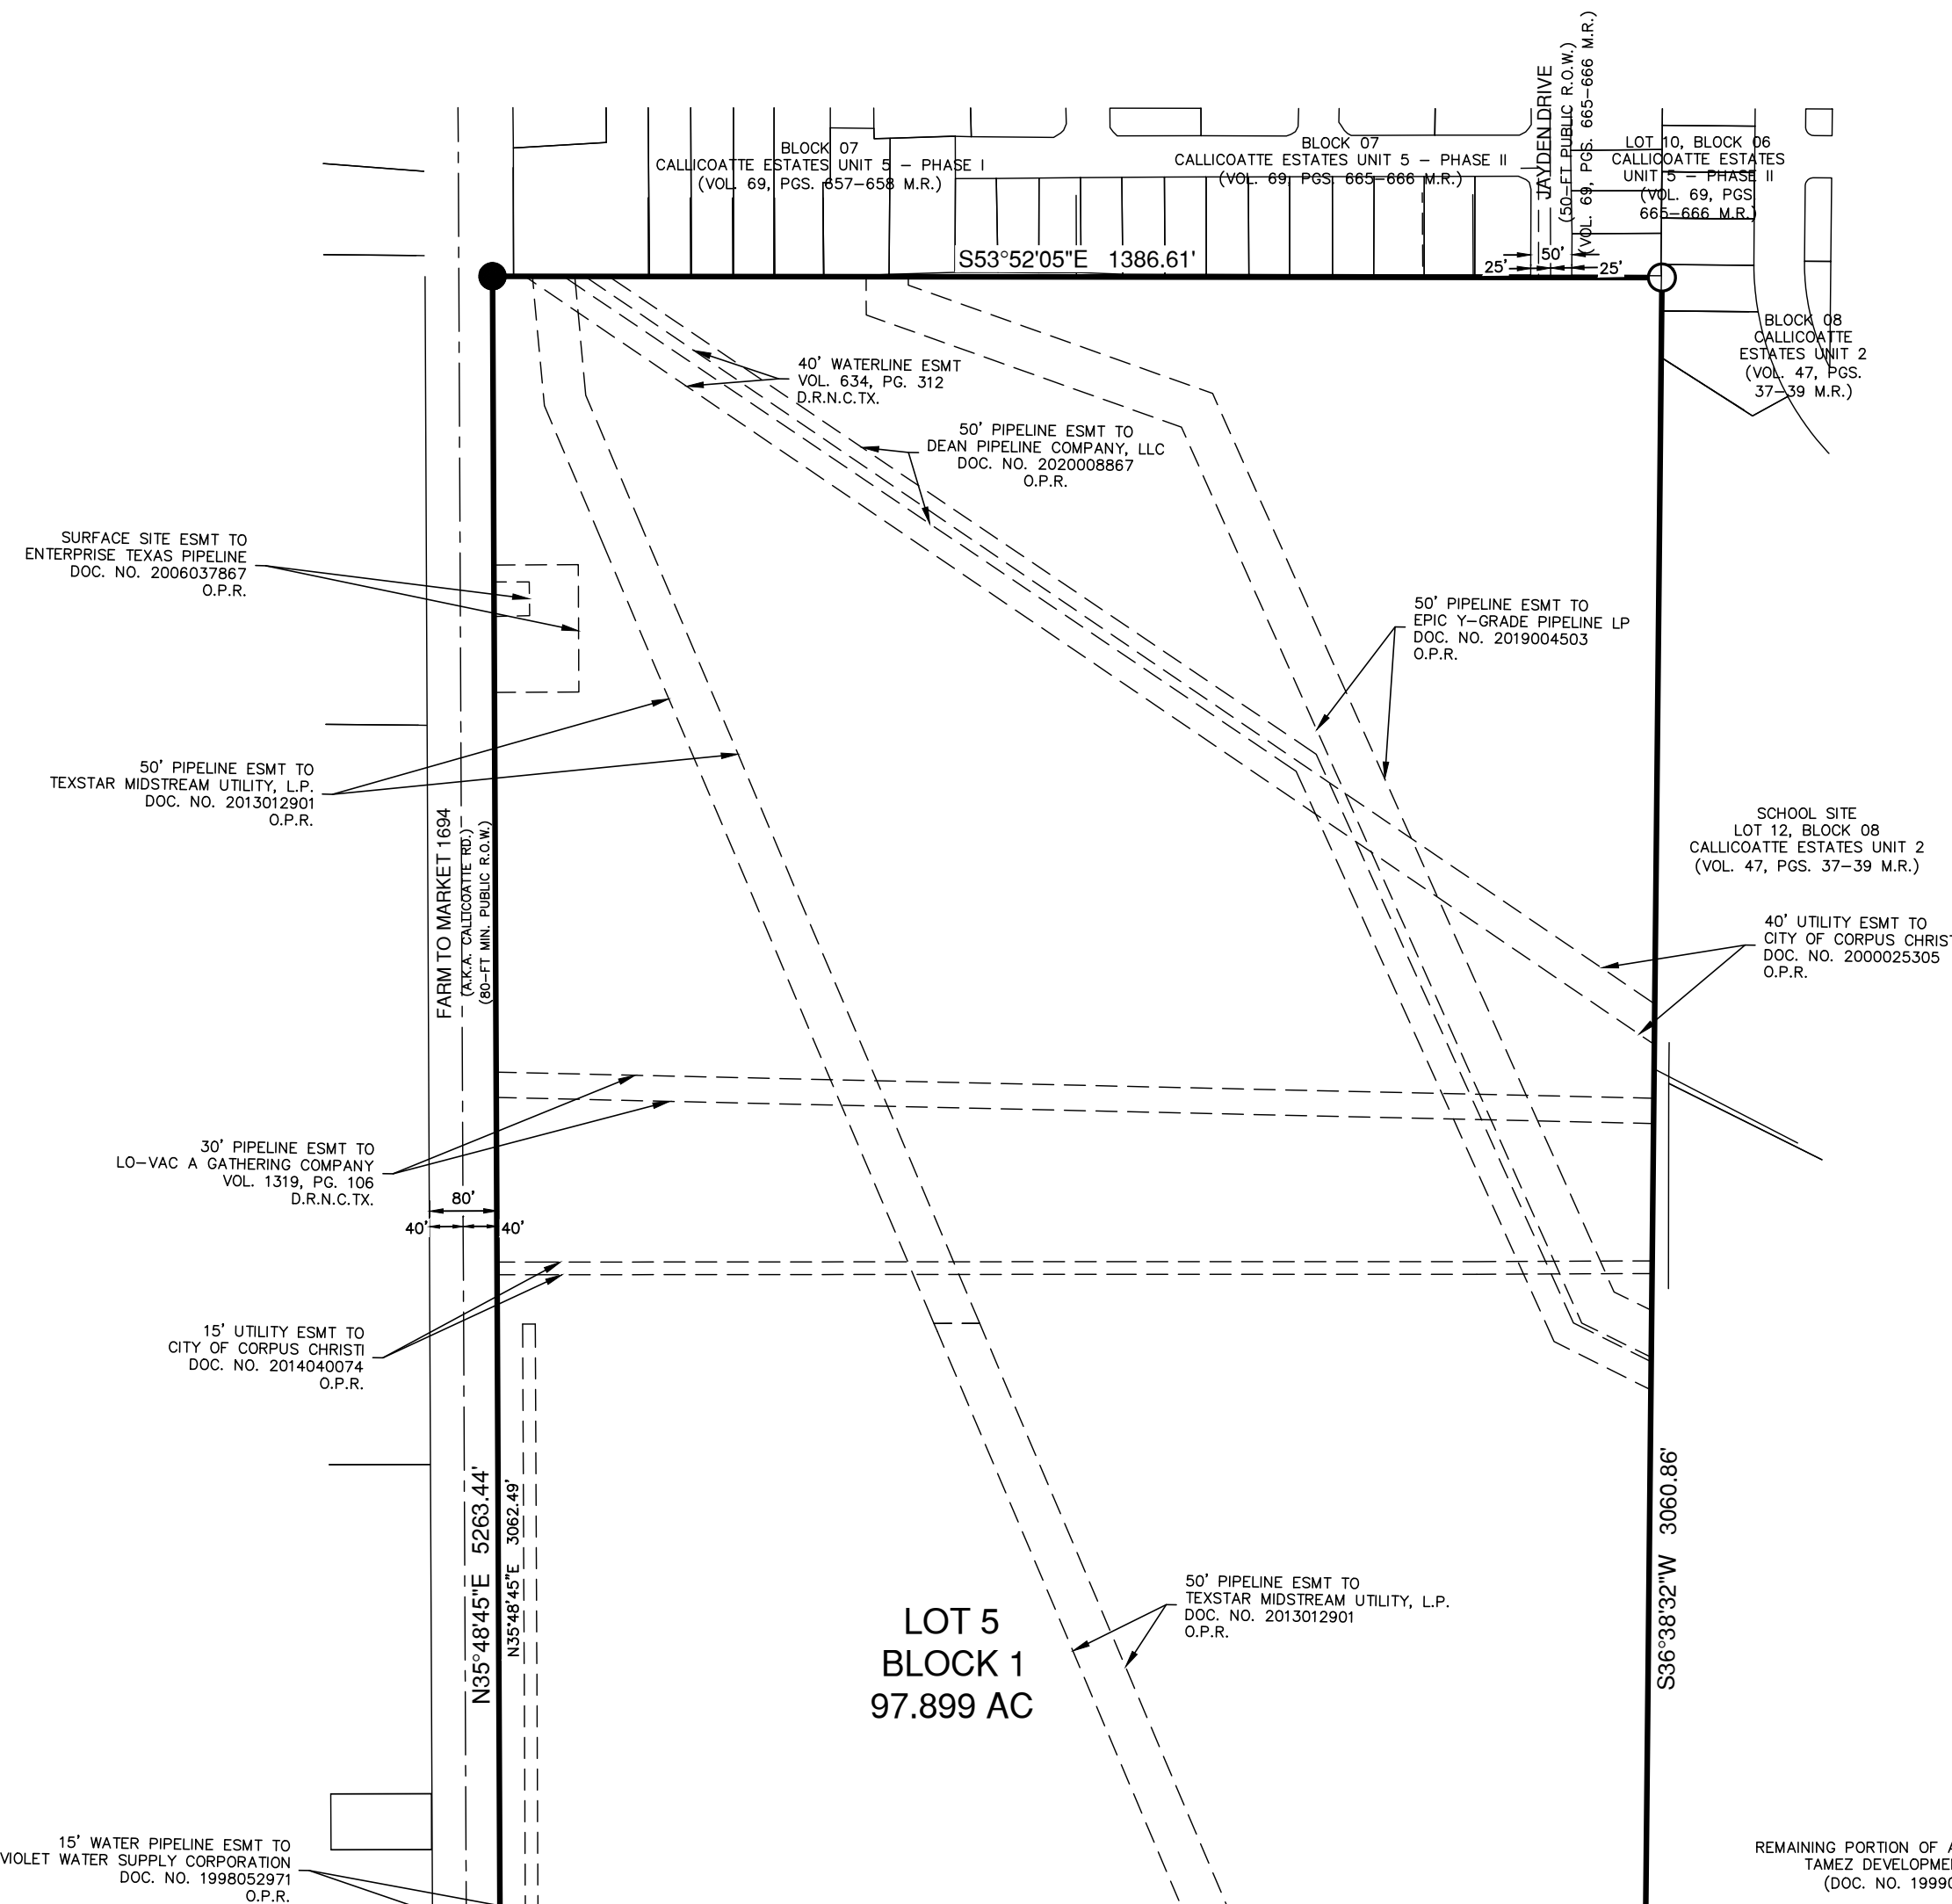 BLOCK 07
CALLICOATTE ESTATES UNIT 5 – PHASE I
(VOL. 69, PGS. 657–658 M.R.)
BLOCK 07
CALLICOATTE ESTATES UNIT 5 – PHASE II
(VOL. 69, PGS. 665–666 M.R.)
JAYDEN DRIVE
(50–FT PUBLIC R.O.W.)
(VOL. 69, PGS. 665–666 M.R.)
LOT 10, BLOCK 06
CALLICOATTE ESTATES
UNIT 5 – PHASE II
(VOL. 69, PGS.
665–666 M.R.)
S53°52'05"E 1386.61'
50'
25'
25'
BLOCK 08
CALLICOATTE
ESTATES UNIT 2
(VOL. 47, PGS.
37–39 M.R.)
40' WATERLINE ESMT
VOL. 634, PG. 312
D.R.N.C.TX.
50' PIPELINE ESMT TO
DEAN PIPELINE COMPANY, LLC
DOC. NO. 2020008867
O.P.R.
SURFACE SITE ESMT TO
ENTERPRISE TEXAS PIPELINE
DOC. NO. 2006037867
O.P.R.
50' PIPELINE ESMT TO
EPIC Y–GRADE PIPELINE LP
DOC. NO. 2019004503
O.P.R.
50' PIPELINE ESMT TO
TEXSTAR MIDSTREAM UTILITY, L.P.
DOC. NO. 2013012901
O.P.R.
FARM TO MARKET 1694
(A.K.A. CALLICOATTE RD.)
(80–FT MIN. PUBLIC R.O.W.)
SCHOOL SITE
LOT 12, BLOCK 08
CALLICOATTE ESTATES UNIT 2
(VOL. 47, PGS. 37–39 M.R.)
40' UTILITY ESMT TO
CITY OF CORPUS CHRIST
DOC. NO. 2000025305
O.P.R.
30' PIPELINE ESMT TO
LO–VAC A GATHERING COMPANY
VOL. 1319, PG. 106
D.R.N.C.TX.
80'
40'
40'
15' UTILITY ESMT TO
CITY OF CORPUS CHRISTI
DOC. NO. 2014040074
O.P.R.
N35°48'45"E 5263.44'
N35°48'45"E 3062.49'
S36°38'32"W 3060.86'
50' PIPELINE ESMT TO
TEXSTAR MIDSTREAM UTILITY, L.P.
DOC. NO. 2013012901
O.P.R.
LOT 5
BLOCK 1
97.899 AC
15' WATER PIPELINE ESMT TO
VIOLET WATER SUPPLY CORPORATION
DOC. NO. 1998052971
O.P.R.
REMAINING PORTION OF A
TAMEZ DEVELOPME
(DOC. NO. 19990